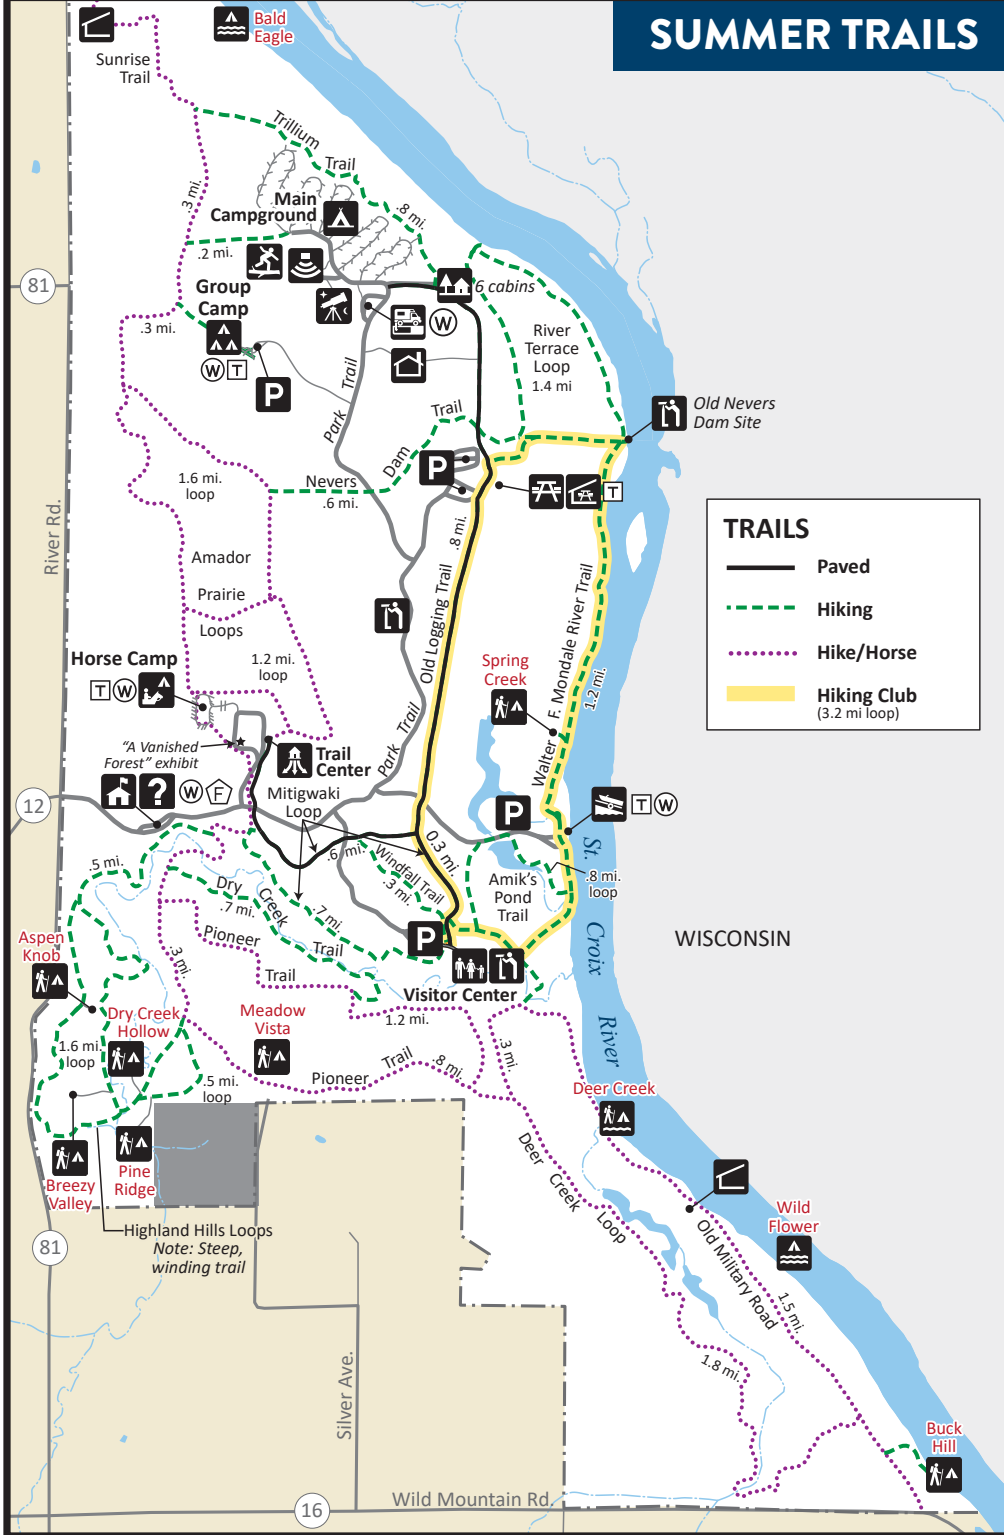 SUMMER TRAILS
Bald
Eagle
Sunrise
Trail
Trillium
Trail
.3 mi.
Main
Campground
.8 mi.
.2 mi.
81
Group
Camp
6 cabins
W
.3 mi.
River
Terrace
Loop
1.4 mi
W T
P
Park Trail
Trail
Dam
Nevers
.6 mi.
Old Nevers
Dam Site
P
T
1.6 mi.
loop
River Rd.
.8 mi.
TRAILS
Paved
Hiking
Hike/Horse
Hiking Club
(3.2 mi loop)
Amador
Prairie
Loops
Old Logging Trail
Walter F. Mondale River Trail
1.2 mi.
1.2 mi.
loop
Horse Camp
T W
Spring
Creek
Park Trail
"A Vanished
Forest" exhibit
Trail
Center
? W F
Mitigwaki
Loop
12
P
T W
.6 mi.
0.3 mi.
Windfall Trail
.3 mi.
.5 mi.
Dry
Creek
Trail
.7 mi.
.7 mi.
Amik's
Pond
Trail
.8 mi.
loop
St. Croix River
WISCONSIN
Aspen
Knob
Pioneer
Trail
.3 mi.
P
Visitor Center
Dry Creek
Hollow
Meadow
Vista
1.2 mi.
1.6 mi.
loop
.5 mi.
loop
Pioneer
Trail
.8 mi.
.3 mi.
Deer Creek
Breezy
Valley
Pine
Ridge
Deer
Creek
Loop
Highland Hills Loops
Note: Steep,
winding trail
81
Wild
Flower
Old Military Road
1.5 mi.
1.8 mi.
Silver Ave.
Buck
Hill
Wild Mountain Rd.
16